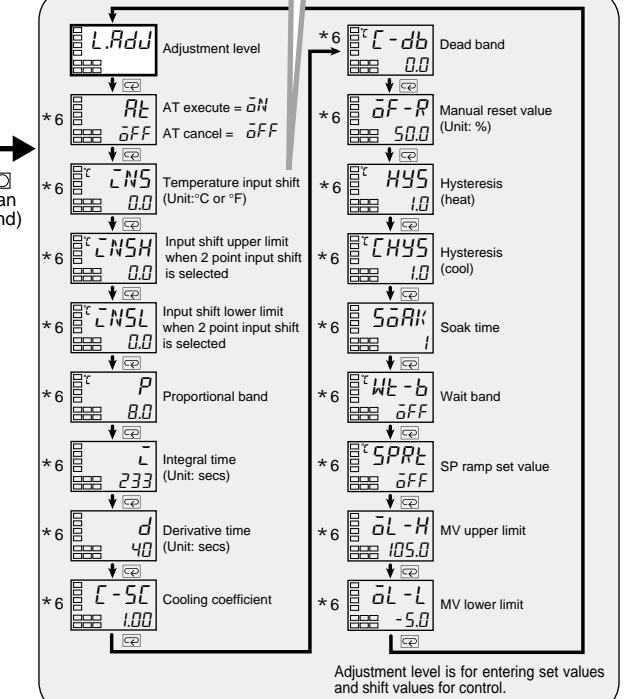 L.AdJ
Adjustment level
*6
At
oFF
AT execute = oN
AT cancel = oFF
an
nd)
*6
°C
iNS
0.0
Temperature input shift
(Unit:°C or °F)
*6
°C
iNSH
0.0
Input shift upper limit
when 2 point input shift
is selected
*6
°C
iNSL
0.0
Input shift lower limit
when 2 point input shift
is selected
*6
P
8.0
Proportional band
*6
i
233
Integral time
(Unit: secs)
*6
d
40
Derivative time
(Unit: secs)
*6
C-SC
1.00
Cooling coefficient
*6
°C
C-db
0.0
Dead band
*6
oF-R
50.0
Manual reset value
(Unit: %)
*6
HYS
1.0
Hysteresis
(heat)
*6
°C
CHYS
1.0
Hysteresis
(cool)
*6
SoAK
1
Soak time
*6
°C
Wt-b
oFF
Wait band
*6
°C
SPRt
oFF
SP ramp set value
*6
oL-H
105.0
MV upper limit
*6
oL-L
-5.0
MV lower limit
Adjustment level is for entering set values
and shift values for control.